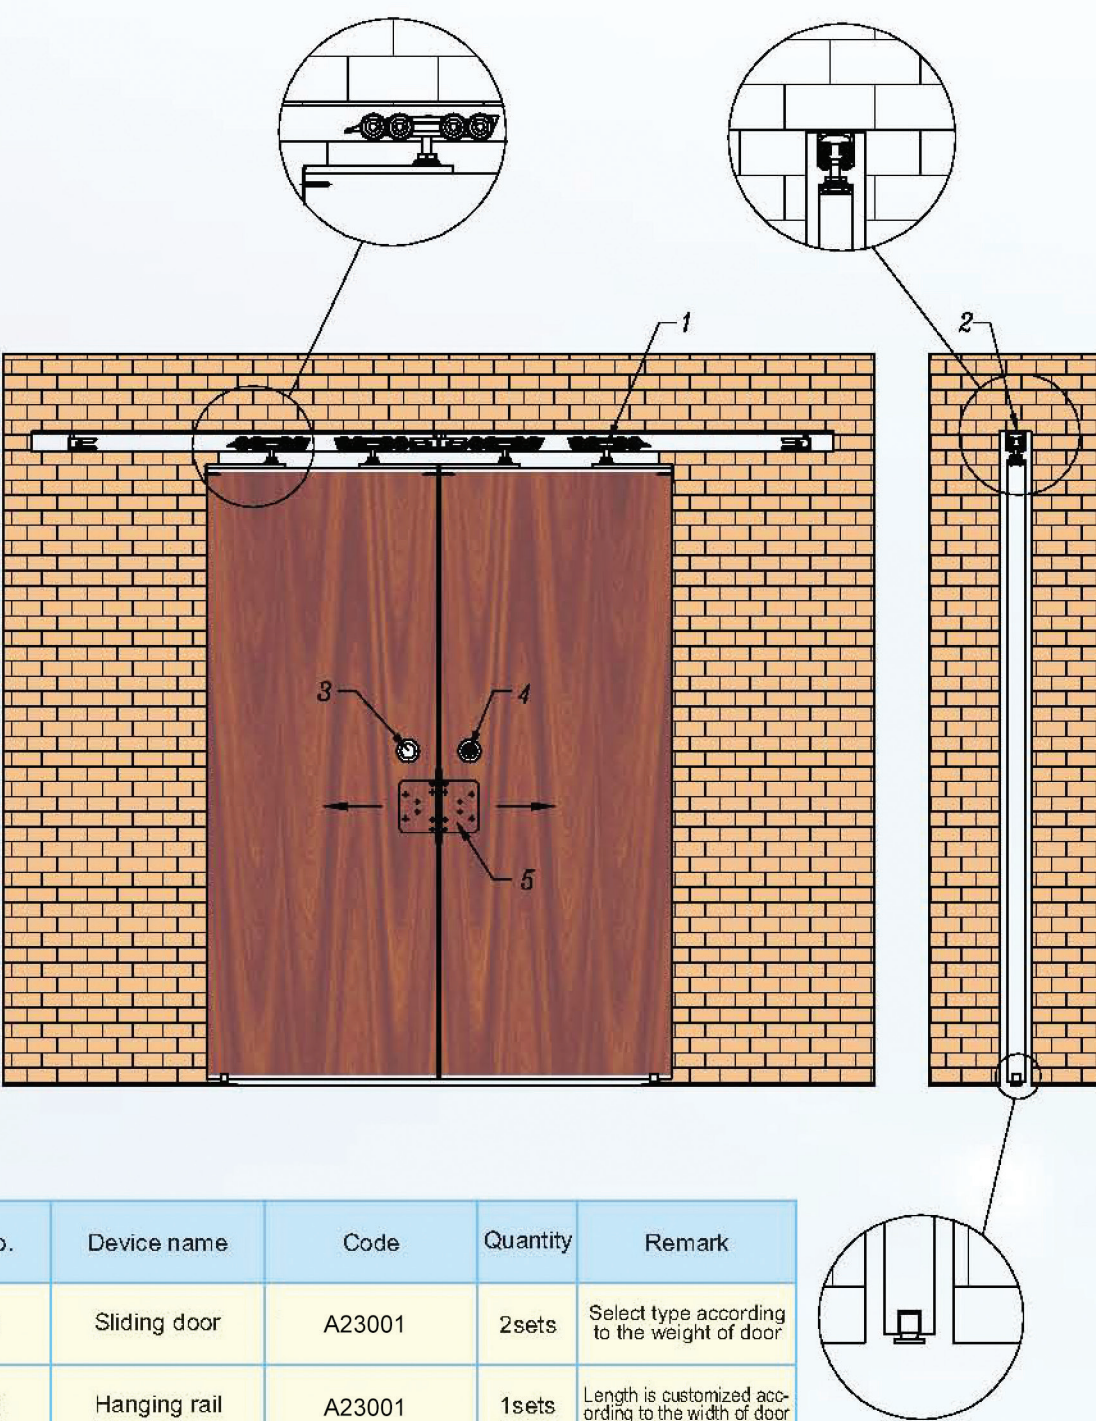 1
2
3
4
5
Device name Code Quantity Remark
Sliding door A23001 2sets Select type according
to the weight of door
Hanging rail A23001 1sets Length is customized acc-
ording to the width of door